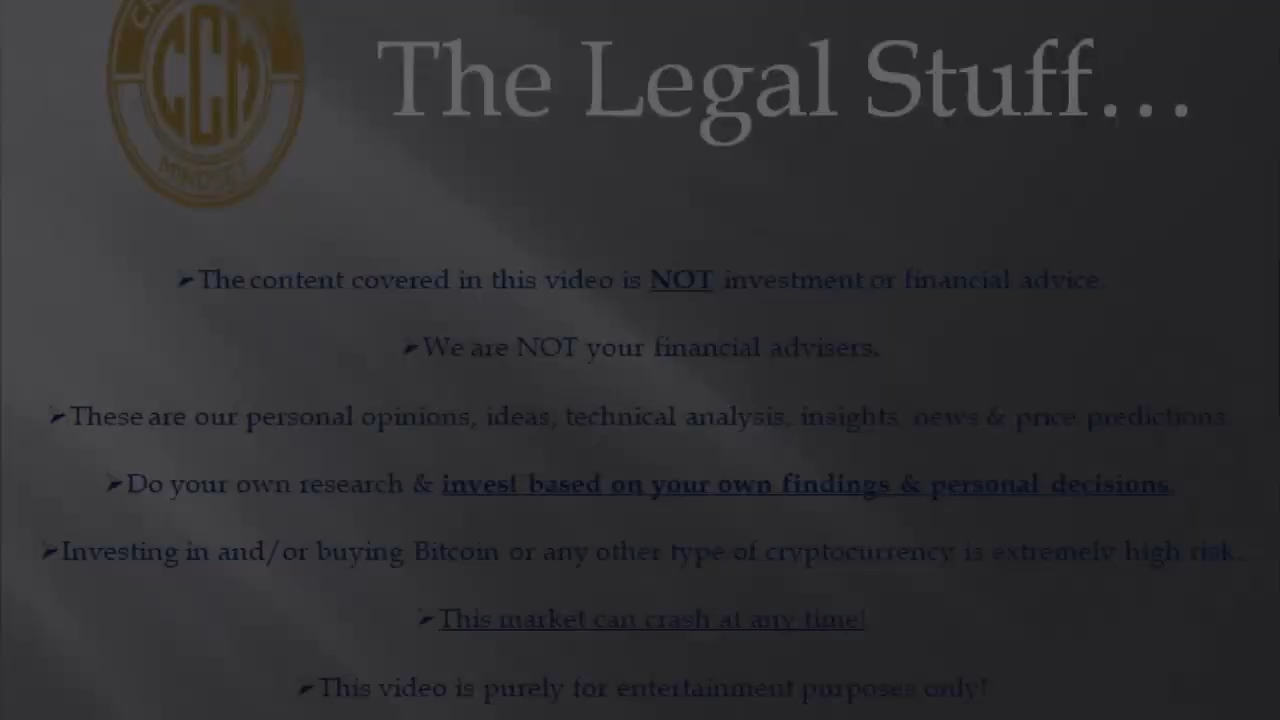 CR
CCM
MINDSET
The Legal Stuff...
➢The content covered in this video is NOT investment or financial advice.
➢We are NOT your financial advisers.
➢These are our personal opinions, ideas, technical analysis, insights, news & price predictions.
➢Do your own research & invest based on your own findings & personal decisions.
➢Investing in and/or buying Bitcoin or any other type of cryptocurrency is extremely high risk.
➢This market can crash at any time!
➢This video is purely for entertainment purposes only!